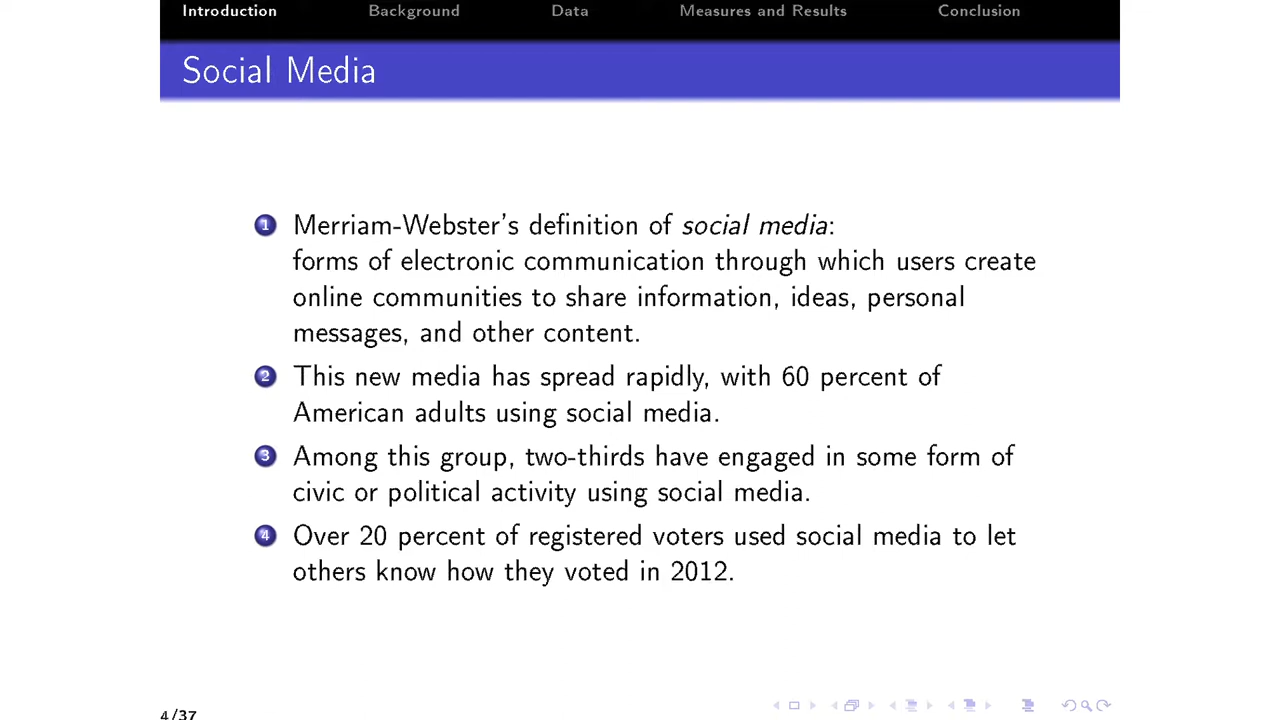 Introduction Background Data Measures and Results Conclusion
Social Media
1 Merriam-Webster's definition of social media:
forms of electronic communication through which users create
online communities to share information, ideas, personal
messages, and other content.
2 This new media has spread rapidly, with 60 percent of
American adults using social media.
3 Among this group, two-thirds have engaged in some form of
civic or political activity using social media.
4 Over 20 percent of registered voters used social media to let
others know how they voted in 2012.
4/37